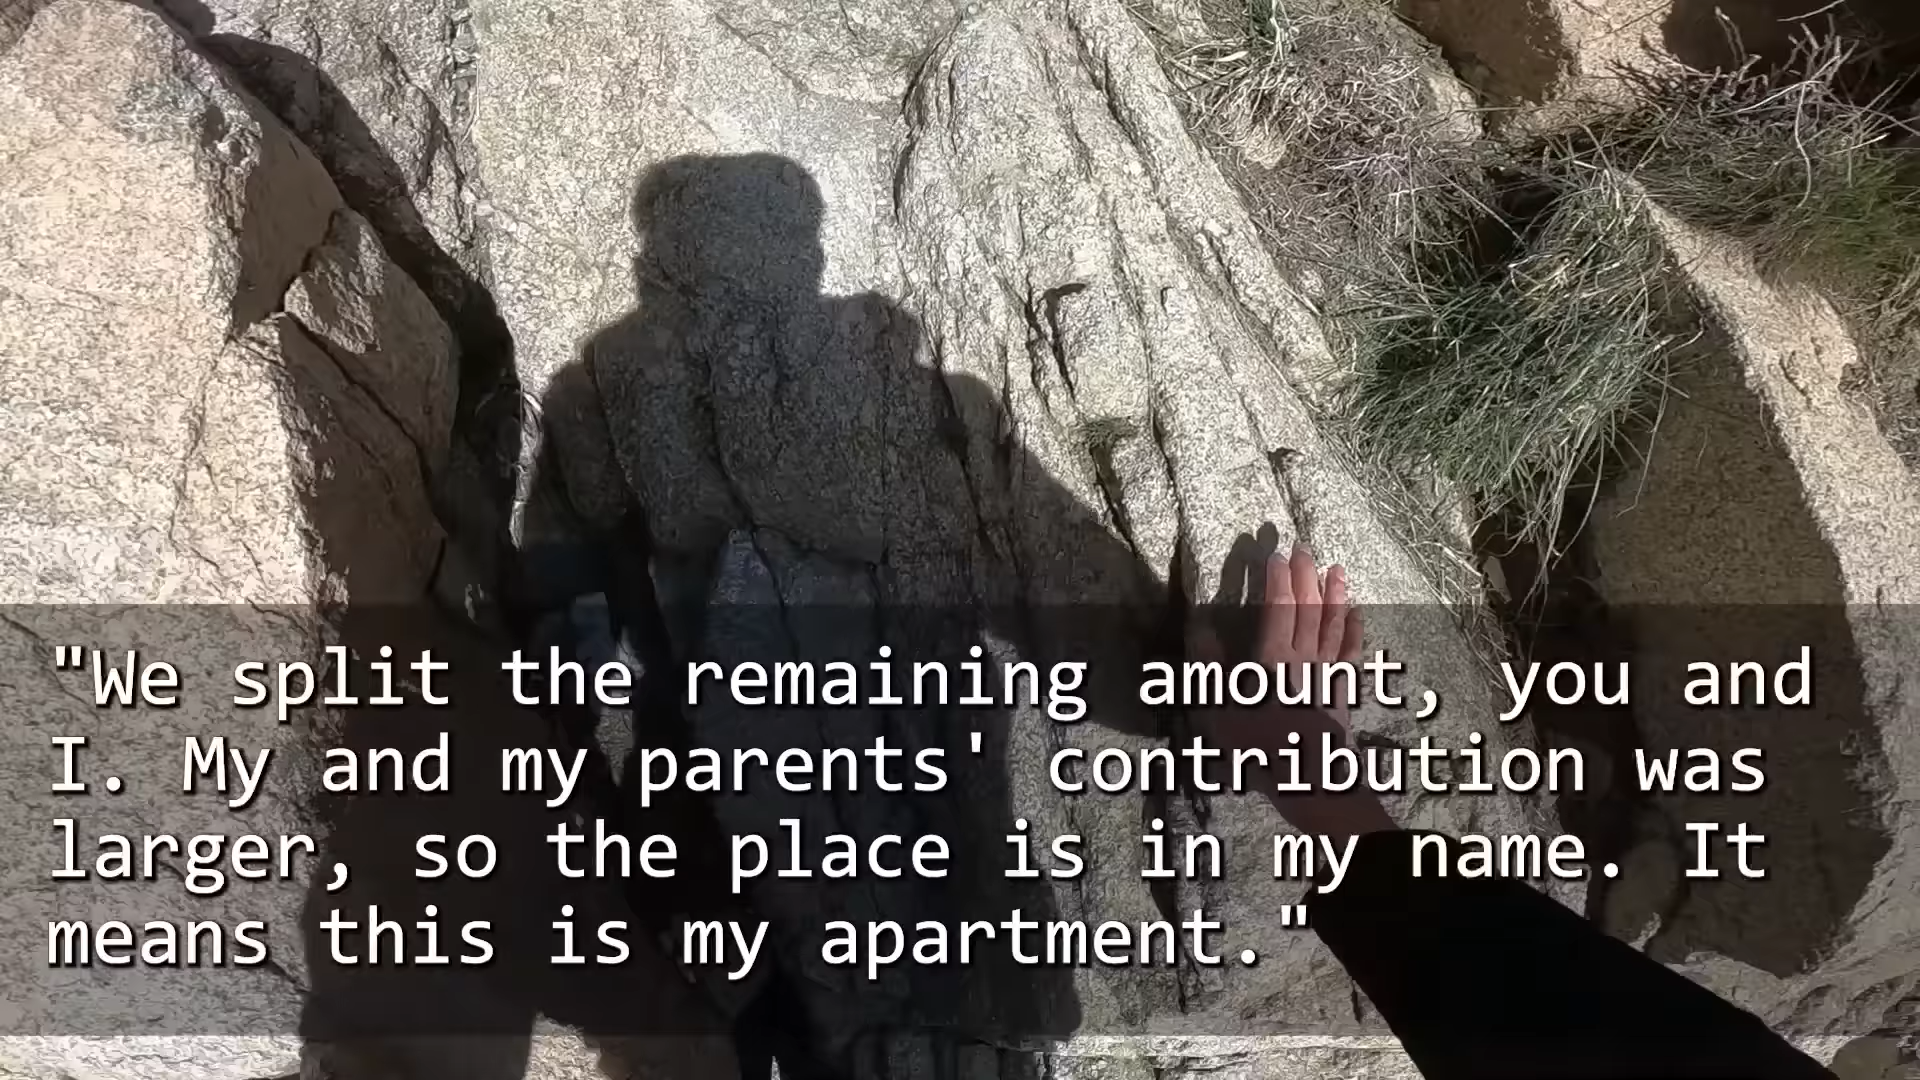 "We split the remaining amount, you and
I. My and my parents' contribution was
larger, so the place is in my name. It
means this is my apartment."